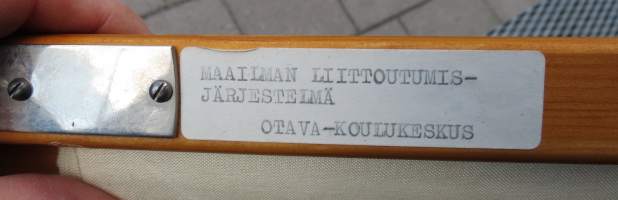 MAAILMAN LIITTOUTUMIS-
JÄRJESTELMÄ
OTAVA-KOULUKESKUS